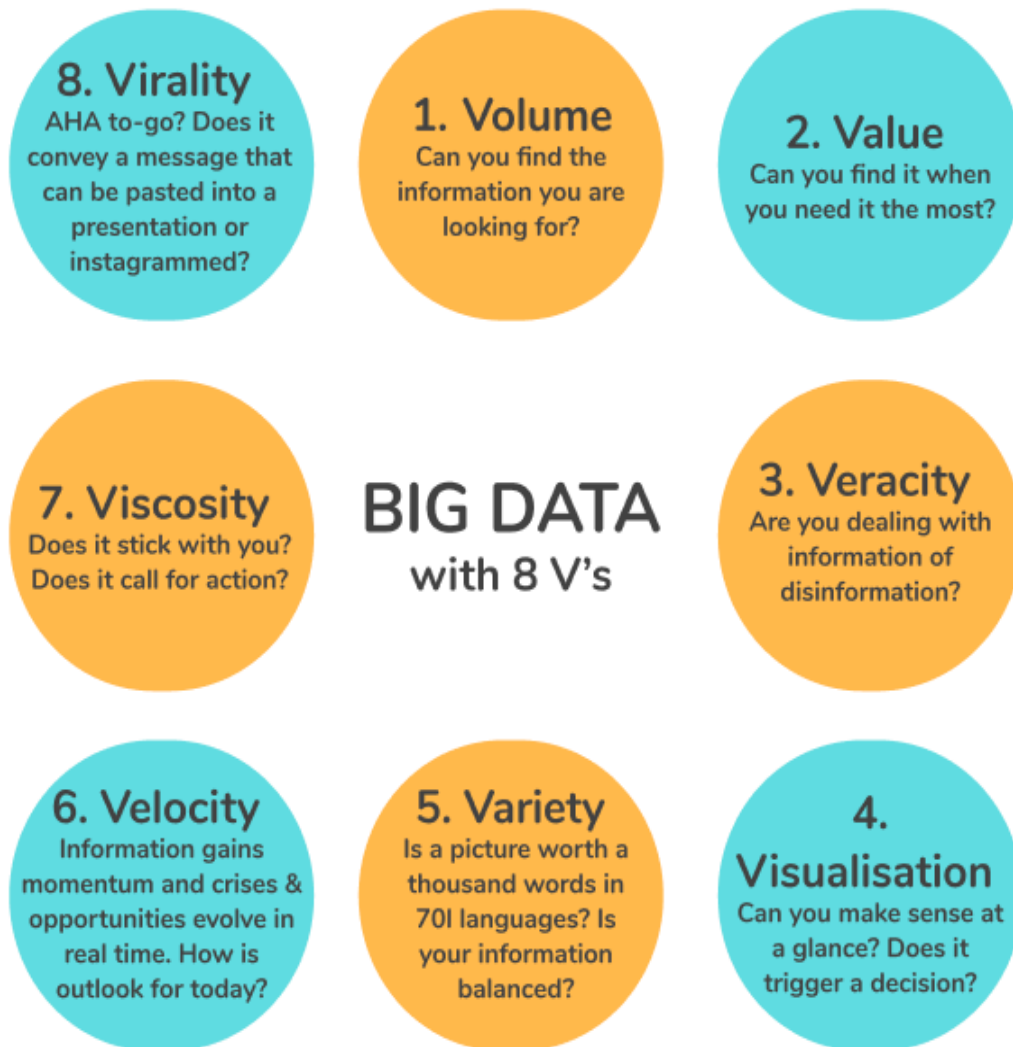 8. Virality
AHA to-go? Does it
convey a message that
can be pasted into a
presentation or
instagrammed?
1. Volume
Can you find the
information you are
looking for?
2. Value
Can you find it when
you need it the most?
7. Viscosity
Does it stick with you?
Does it call for action?
BIG DATA
with 8 V’s
3. Veracity
Are you dealing with
information of
disinformation?
6. Velocity
Information gains
momentum and crises &
opportunities evolve in
real time. How is
outlook for today?
5. Variety
Is a picture worth a
thousand words in
70l languages? Is
your information
balanced?
4.
Visualisation
Can you make sense at
a glance? Does it
trigger a decision?